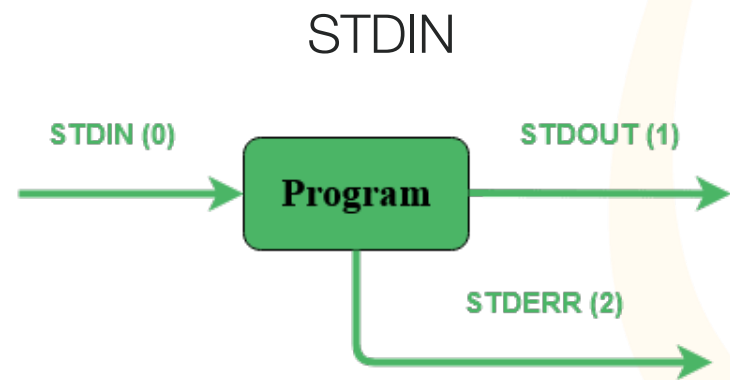 STDIN
STDIN (0)
STDOUT (1)
Program
STDERR (2)